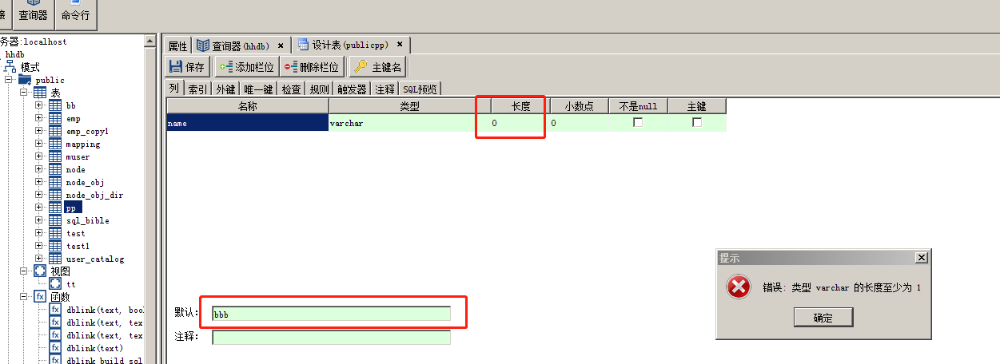 查询器
命令行
务器:localhost
hhdb
模式
public
表
bb
emp
emp_copy1
mapping
muser
node
node_obj
node_obj_dir
pp
sql_bible
test
test1
user_catalog
视图
tt
函数
dblink(text, bool
dblink(text, tex
dblink(text, tex
dblink(text)
dblink_build_sql
属性 查询器(hhdb) × 设计表(publicpp) ×
保存 添加栏位 删除栏位 主键名
列 索引 外键 唯一键 检查 规则 触发器 注释 SQL预览
名称 类型 长度 小数点 不是null 主键
name varchar 0 0
默认: bbb
注释:
提示
错误: 类型 varchar 的长度至少为 1
确定